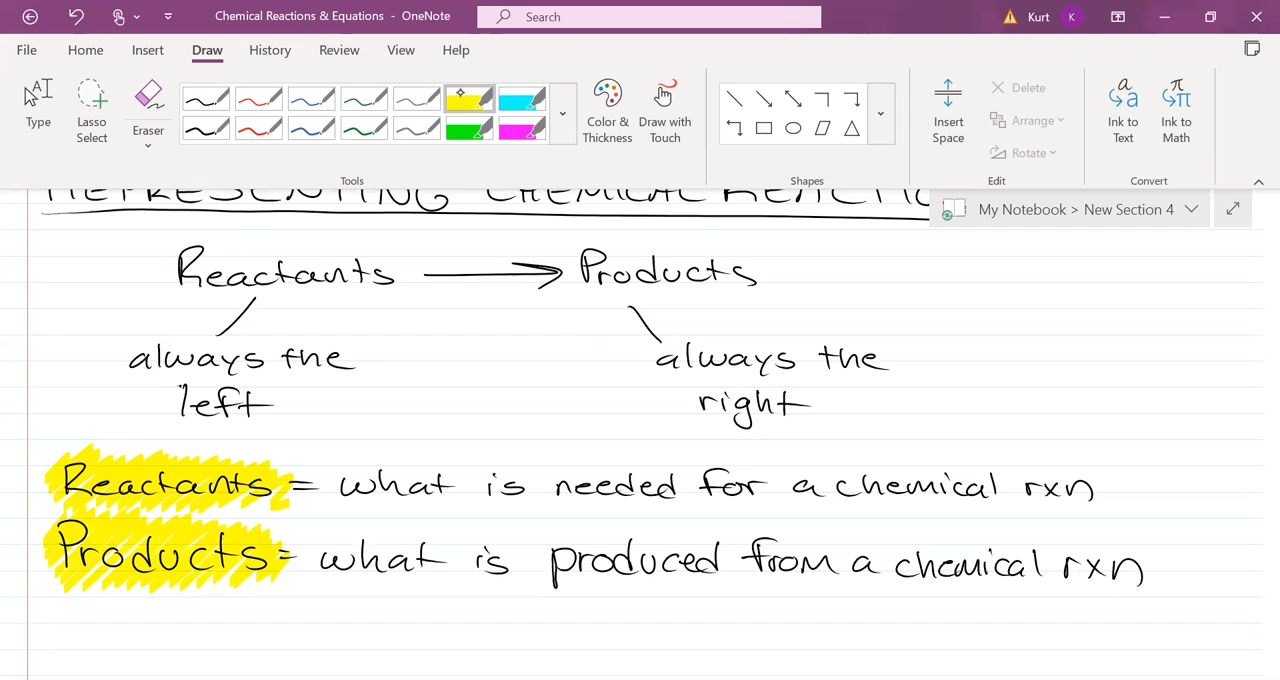 Chemical Reactions & Equations - OneNote
Search
Kurt K
File Home Insert Draw History Review View Help
Type
Lasso Select
Eraser
Color & Thickness
Draw with Touch
Insert Space
Delete
Arrange
Rotate
Ink to Text
Ink to Math
Tools Shapes Edit Convert
My Notebook > New Section 4
REPRESENTING CHEMICAL REACTIO
Reactants → Products
always the left
always the right
Reactants = what is needed for a chemical rxn
Products = what is produced from a chemical rxn